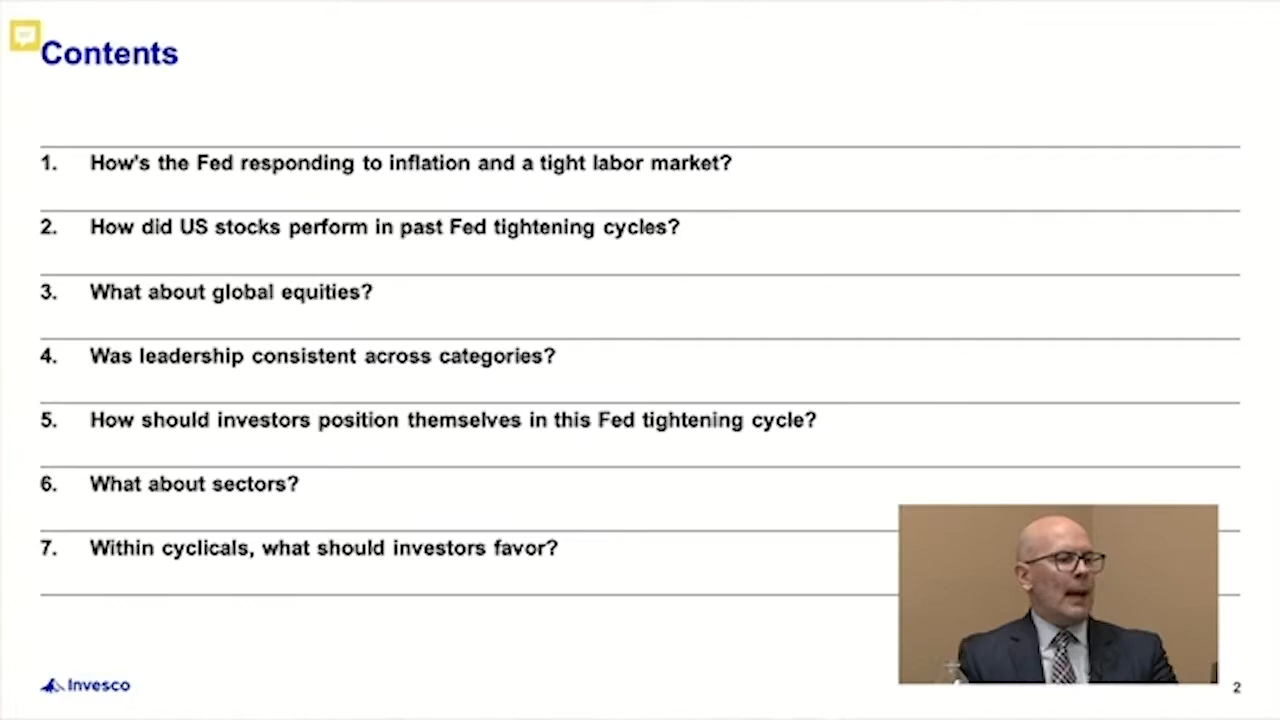 Contents
1. How's the Fed responding to inflation and a tight labor market?
2. How did US stocks perform in past Fed tightening cycles?
3. What about global equities?
4. Was leadership consistent across categories?
5. How should investors position themselves in this Fed tightening cycle?
6. What about sectors?
7. Within cyclicals, what should investors favor?
Invesco
2